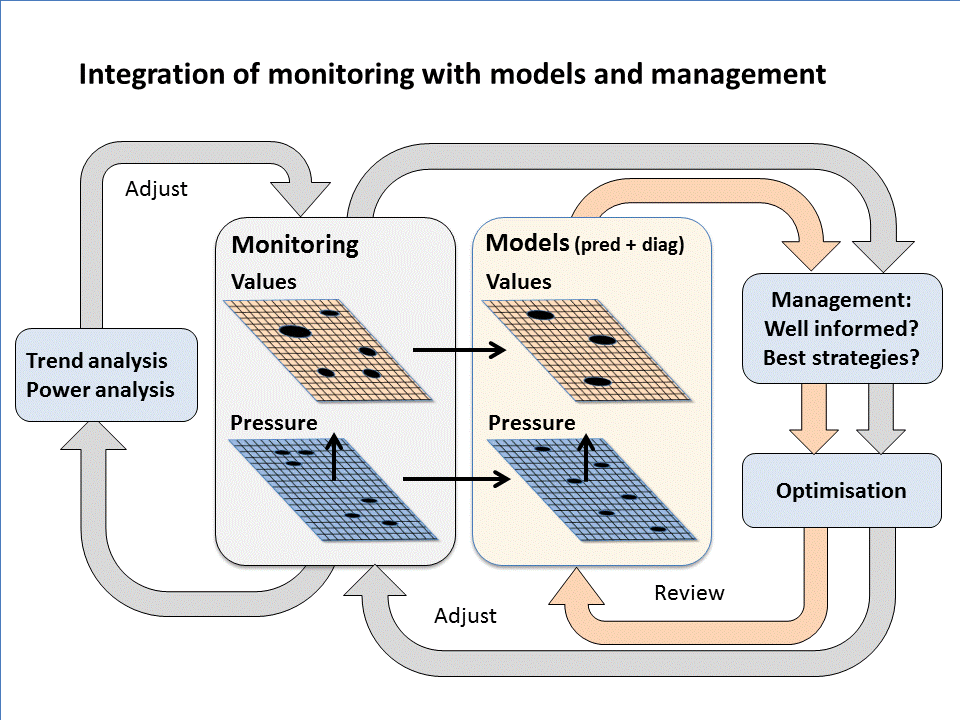 Integration of monitoring with models and management
Adjust
Monitoring
Values
Pressure
Models (pred + diag)
Values
Pressure
Management:
Well informed?
Best strategies?
Trend analysis
Power analysis
Optimisation
Review
Adjust